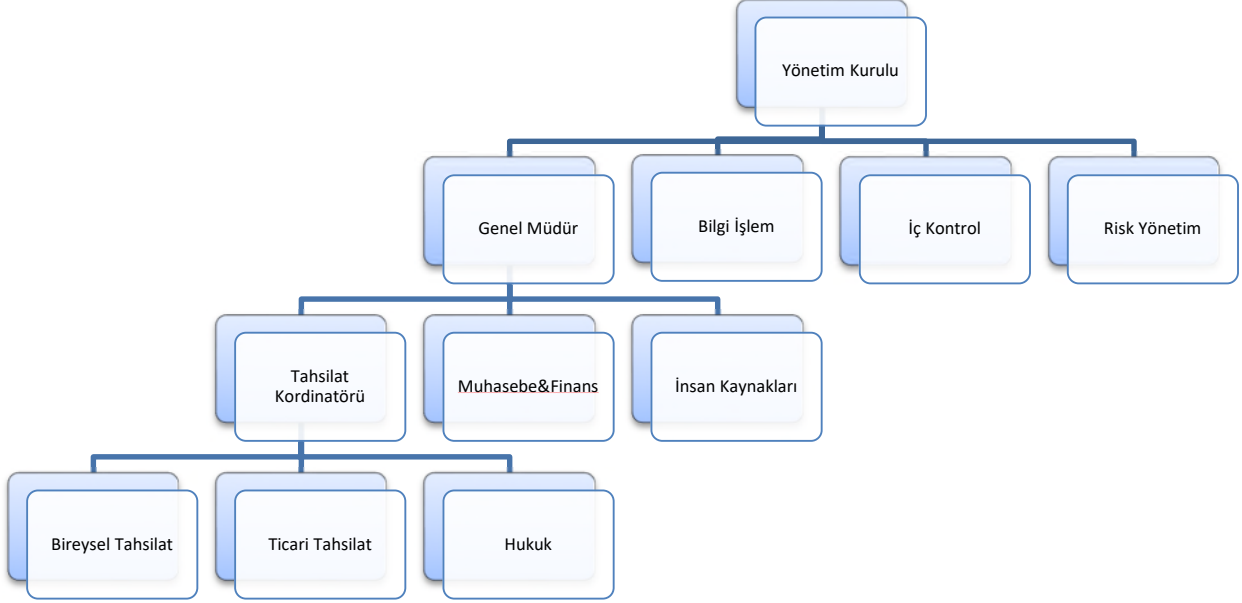 Yönetim Kurulu
Genel Müdür
Bilgi İşlem
İç Kontrol
Risk Yönetim
Tahsilat
Kordinatörü
Muhasebe&Finans
İnsan Kaynakları
Bireysel Tahsilat
Ticari Tahsilat
Hukuk